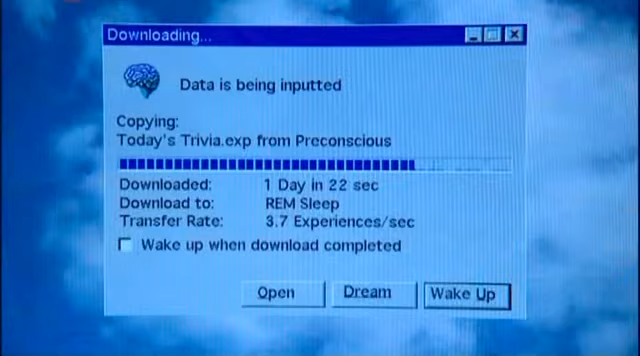 Downloading...
Data is being inputted
Copying:
Today's Trivia.exp from Preconscious
Downloaded: 1 Day in 22 sec
Download to: REM Sleep
Transfer Rate: 3.7 Experiences/sec
Wake up when download completed
Open Dream Wake Up